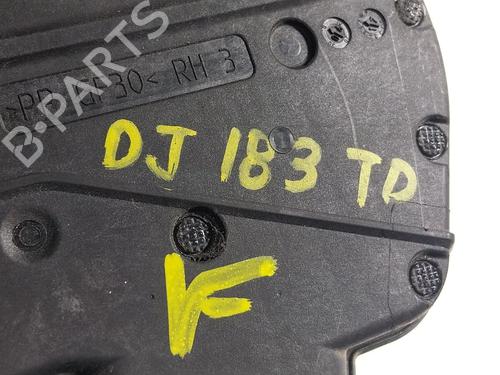 >PP GF30< RH 3
B-PARTS
DJ 183 TD
F